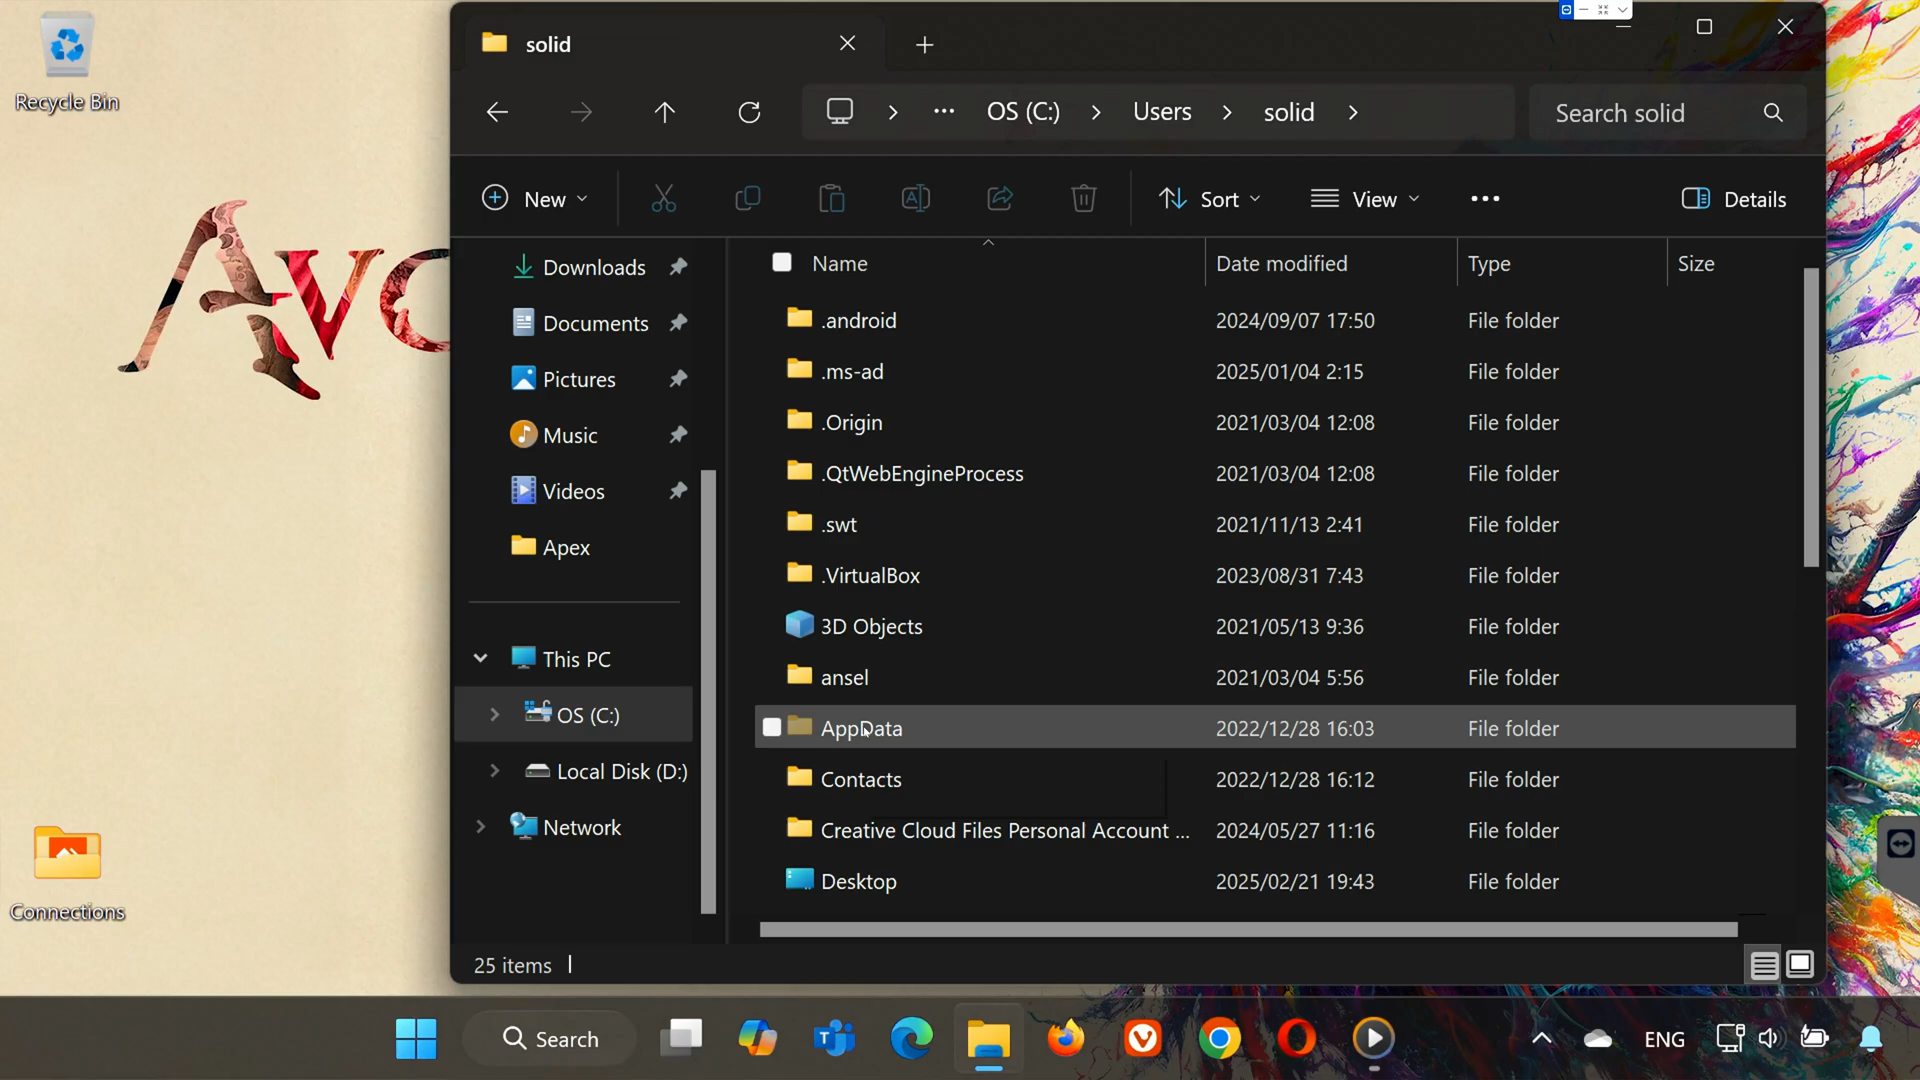 Recycle Bin
solid
OS (C:) Users solid
Search solid
New
Sort
View
Details
Downloads
Documents
Pictures
Music
Videos
Apex
This PC
OS (C:)
Local Disk (D:)
Network
Name Date modified Type Size
.android 2024/09/07 17:50 File folder
.ms-ad 2025/01/04 2:15 File folder
.Origin 2021/03/04 12:08 File folder
.QtWebEngineProcess 2021/03/04 12:08 File folder
.swt 2021/11/13 2:41 File folder
.VirtualBox 2023/08/31 7:43 File folder
3D Objects 2021/05/13 9:36 File folder
ansel 2021/03/04 5:56 File folder
AppData 2022/12/28 16:03 File folder
Contacts 2022/12/28 16:12 File folder
Creative Cloud Files Personal Account ... 2024/05/27 11:16 File folder
Desktop 2025/02/21 19:43 File folder
25 items
Connections
Search
ENG